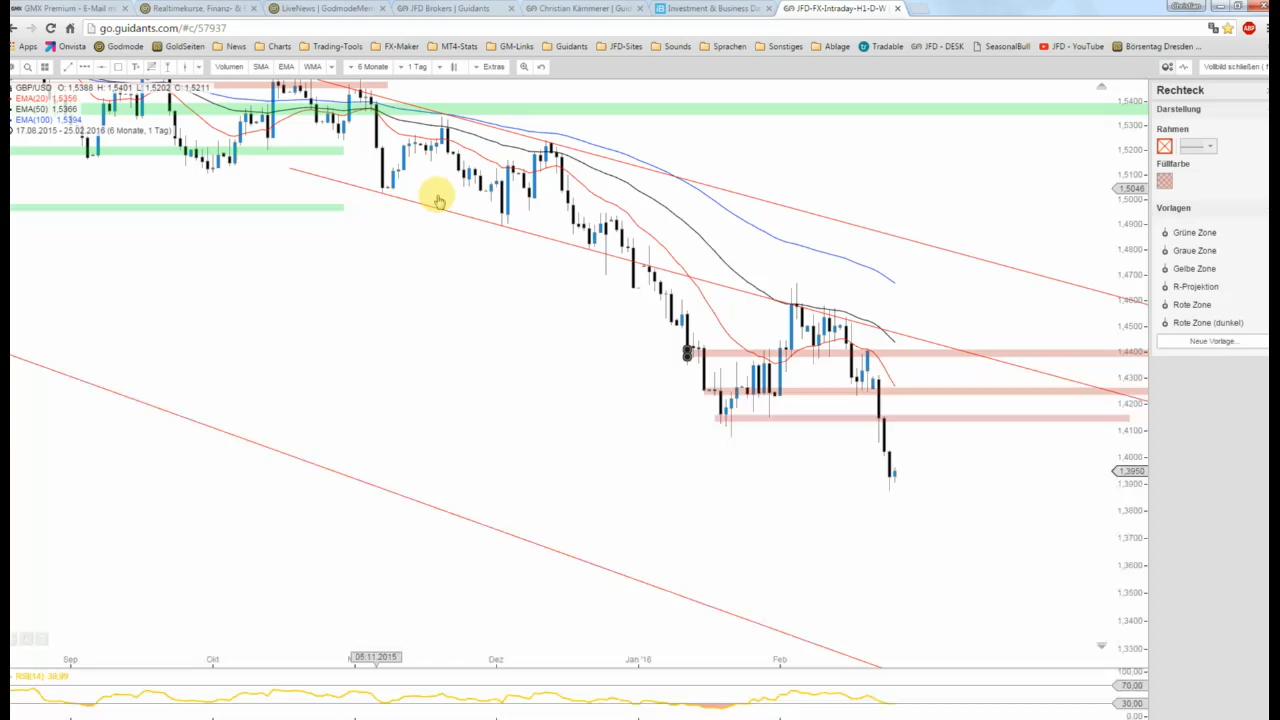 GMX Premium - E-Mail m
Realtimekurse, Finanz- &
LiveNews | GodmodeMem
JFD Brokers | Guidants
Christian Kämmerer | Guid
Investment & Business Da
JFD-FX-Intraday-H1-D-W
Christian
go.guidants.com/#c/57937
Apps
Onvista
Godmode
GoldSeiten
News
Charts
Trading-Tools
FX-Maker
MT4-Stats
GM-Links
Guidants
JFD-Sites
Sounds
Sprachen
Sonstiges
Ablage
Tradable
JFD - DESK
SeasonalBull
JFD - YouTube
Börsentag Dresden ...
Volumen
SMA
EMA
WMA
6 Monate
1 Tag
Extras
Vollbild schließen ( f
GBP/USD O: 1,5388 H: 1,5401 L: 1,5202 C: 1,5211
EMA(20) 1,5356
EMA(50) 1,5366
EMA(100) 1,5394
17.08.2015 - 25.02.2016 (6 Monate, 1 Tag)
1,5400
1,5300
1,5200
1,5100
1,5046
1,5000
1,4900
1,4800
1,4700
1,4600
1,4500
1,4400
1,4300
1,4200
1,4100
1,4000
1,3950
1,3900
1,3800
1,3700
1,3600
1,3500
1,3400
1,3300
Sep
Okt
05.11.2015
Dez
Jan '16
Feb
RSI(14) 38,99
100,00
70,00
30,00
0,00
Rechteck
Darstellung
Rahmen
Füllfarbe
Vorlagen
Grüne Zone
Graue Zone
Gelbe Zone
R-Projektion
Rote Zone
Rote Zone (dunkel)
Neue Vorlage...